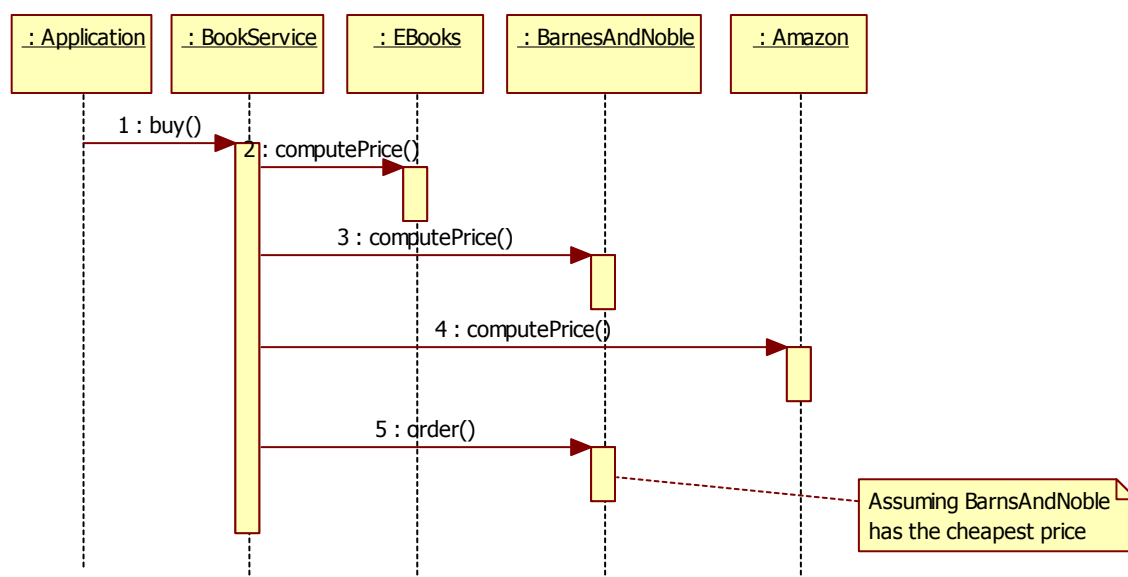 : Application
: BookService
: EBooks
: BarnesAndNoble
: Amazon
1 : buy()
2 : computePrice()
3 : computePrice()
4 : computePrice()
5 : order()
Assuming BarnsAndNoble
has the cheapest price